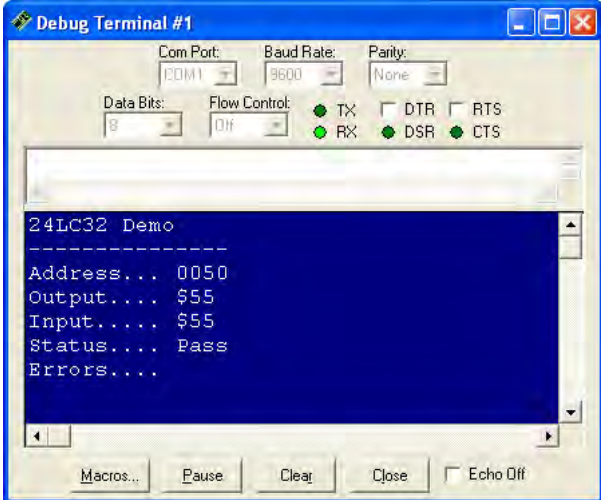 Debug Terminal #1
Com Port: Baud Rate: Parity:
COM1 9600 None
Data Bits: Flow Control: TX DTR RTS
8 Off RX DSR CTS
24LC32 Demo
----------------
Address... 0050
Output.... $55
Input..... $55
Status.... Pass
Errors....
Macros... Pause Clear Close Echo Off